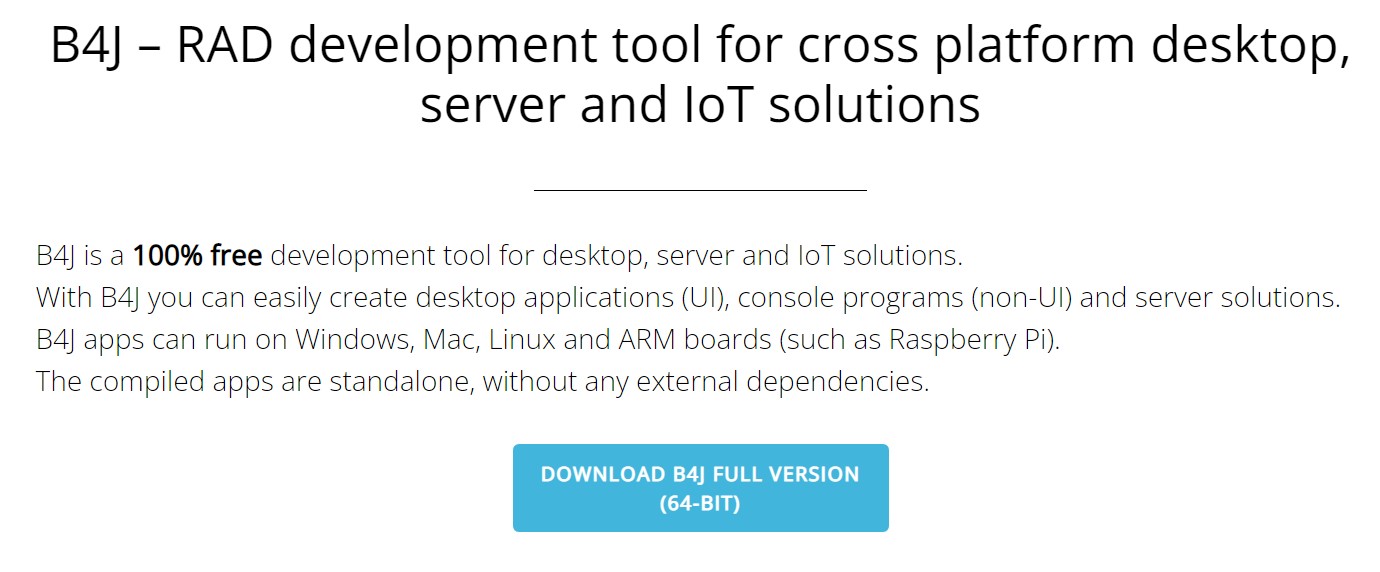 B4J – RAD development tool for cross platform desktop,
server and IoT solutions
B4J is a 100% free development tool for desktop, server and IoT solutions.
With B4J you can easily create desktop applications (UI), console programs (non-UI) and server solutions.
B4J apps can run on Windows, Mac, Linux and ARM boards (such as Raspberry Pi).
The compiled apps are standalone, without any external dependencies.
DOWNLOAD B4J FULL VERSION
(64-BIT)